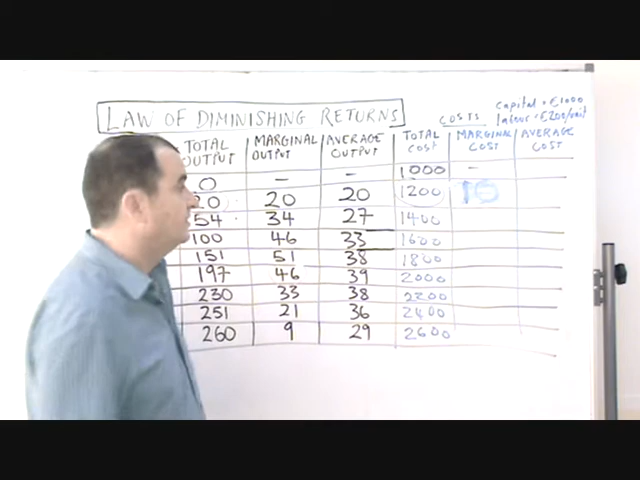 LAW OF DIMINISHING RETURNS
COSTS
Capital = £1000
labour = £200/unit
TOTAL OUTPUT MARGINAL OUTPUT AVERAGE OUTPUT TOTAL COST MARGINAL COST AVERAGE COST
0 - - 1000 -
20 20 20 1200 10
54 34 27 1400
100 46 33 1600
151 51 38 1800
197 46 39 2000
230 33 38 2200
251 21 36 2400
260 9 29 2600